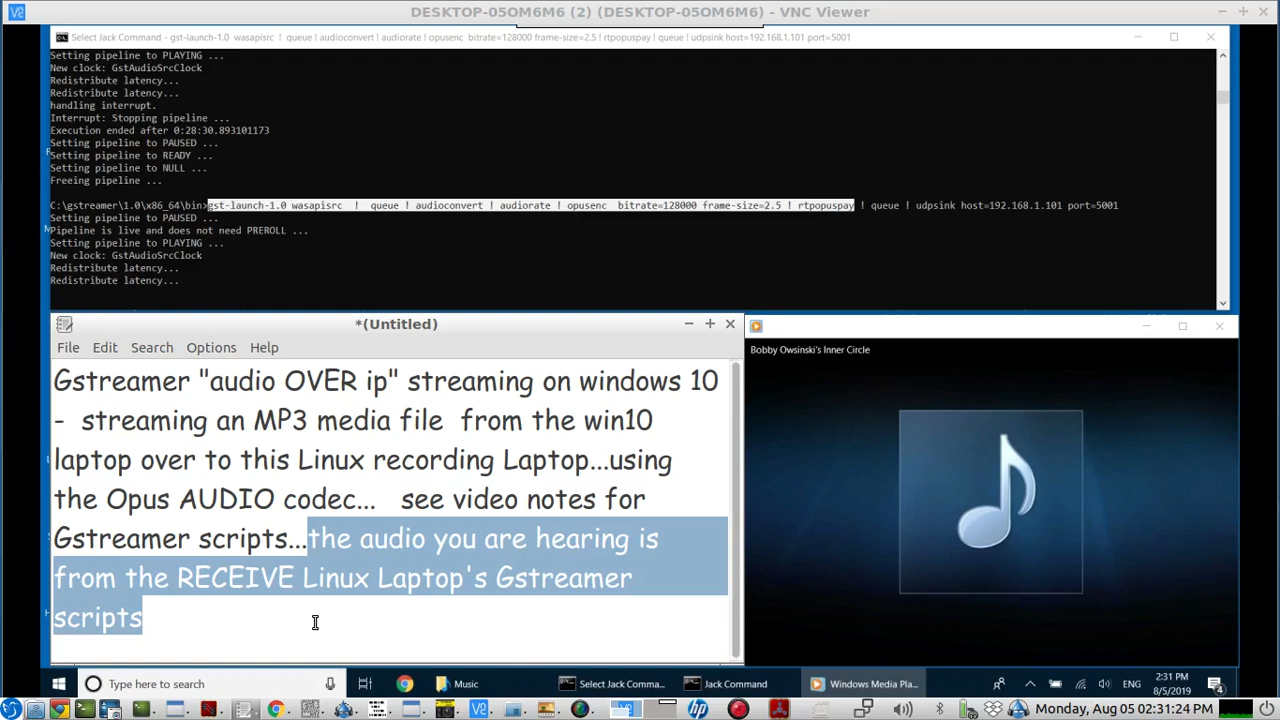 DESKTOP-05OM6M6 (2) (DESKTOP-05OM6M6) - VNC Viewer
Select Jack Command - gst-launch-1.0  wasapisrc  !  queue ! audioconvert ! audiorate ! opusenc  bitrate=128000 frame-size=2.5 ! rtpopuspay ! queue ! udpsink host=192.168.1.101 port=5001
Setting pipeline to PLAYING ...
New clock: GstAudioSrcClock
Redistribute latency...
Redistribute latency...
handling interrupt.
Interrupt: Stopping pipeline ...
Execution ended after 0:28:30.893101173
Setting pipeline to PAUSED ...
Setting pipeline to READY ...
Setting pipeline to NULL ...
Freeing pipeline ...
C:\gstreamer\1.0\x86_64\bin>gst-launch-1.0 wasapisrc  !  queue ! audioconvert ! audiorate ! opusenc  bitrate=128000 frame-size=2.5 ! rtpopuspay ! queue ! udpsink host=192.168.1.101 port=5001
Setting pipeline to PAUSED ...
Pipeline is live and does not need PREROLL ...
Setting pipeline to PLAYING ...
New clock: GstAudioSrcClock
Redistribute latency...
Redistribute latency...
*(Untitled)
File Edit Search Options Help
Gstreamer "audio OVER ip" streaming on windows 10
-  streaming an MP3 media file  from the win10
laptop over to this Linux recording Laptop...using
the Opus AUDIO codec...   see video notes for
Gstreamer scripts...the audio you are hearing is
from the RECEIVE Linux Laptop's Gstreamer
scripts
Bobby Owsinski's Inner Circle
Type here to search
Music
Select Jack Comma...
Jack Command
Windows Media Pla...
ENG
2:31 PM
8/5/2019
4
Monday, Aug 05 02:31:24 PM